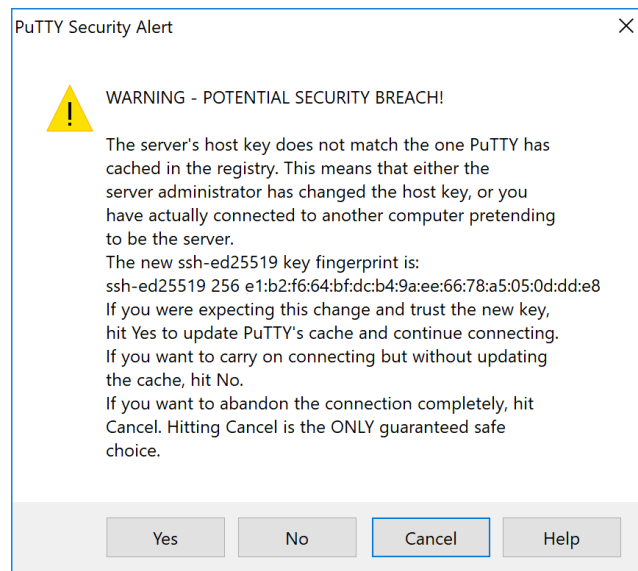 PuTTY Security Alert
WARNING - POTENTIAL SECURITY BREACH!
The server's host key does not match the one PuTTY has
cached in the registry. This means that either the
server administrator has changed the host key, or you
have actually connected to another computer pretending
to be the server.
The new ssh-ed25519 key fingerprint is:
ssh-ed25519 256 e1:b2:f6:64:bf:dc:b4:9a:ee:66:78:a5:05:0d:dd:e8
If you were expecting this change and trust the new key,
hit Yes to update PuTTY's cache and continue connecting.
If you want to carry on connecting but without updating
the cache, hit No.
If you want to abandon the connection completely, hit
Cancel. Hitting Cancel is the ONLY guaranteed safe
choice.
Yes No Cancel Help